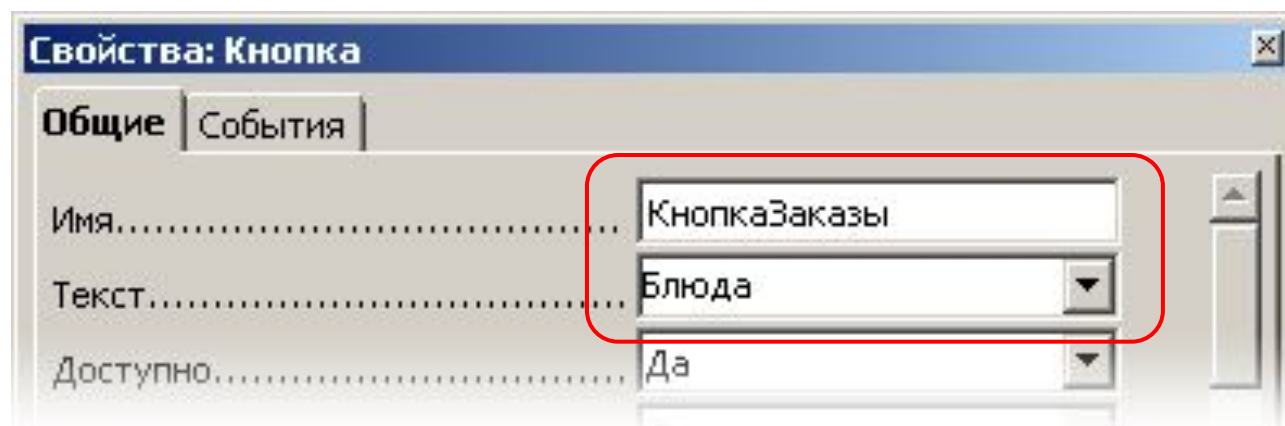 Свойства: Кнопка
Общие События
Имя..................................... КнопкаЗаказы
Текст................................... Блюда
Доступно................................ Да